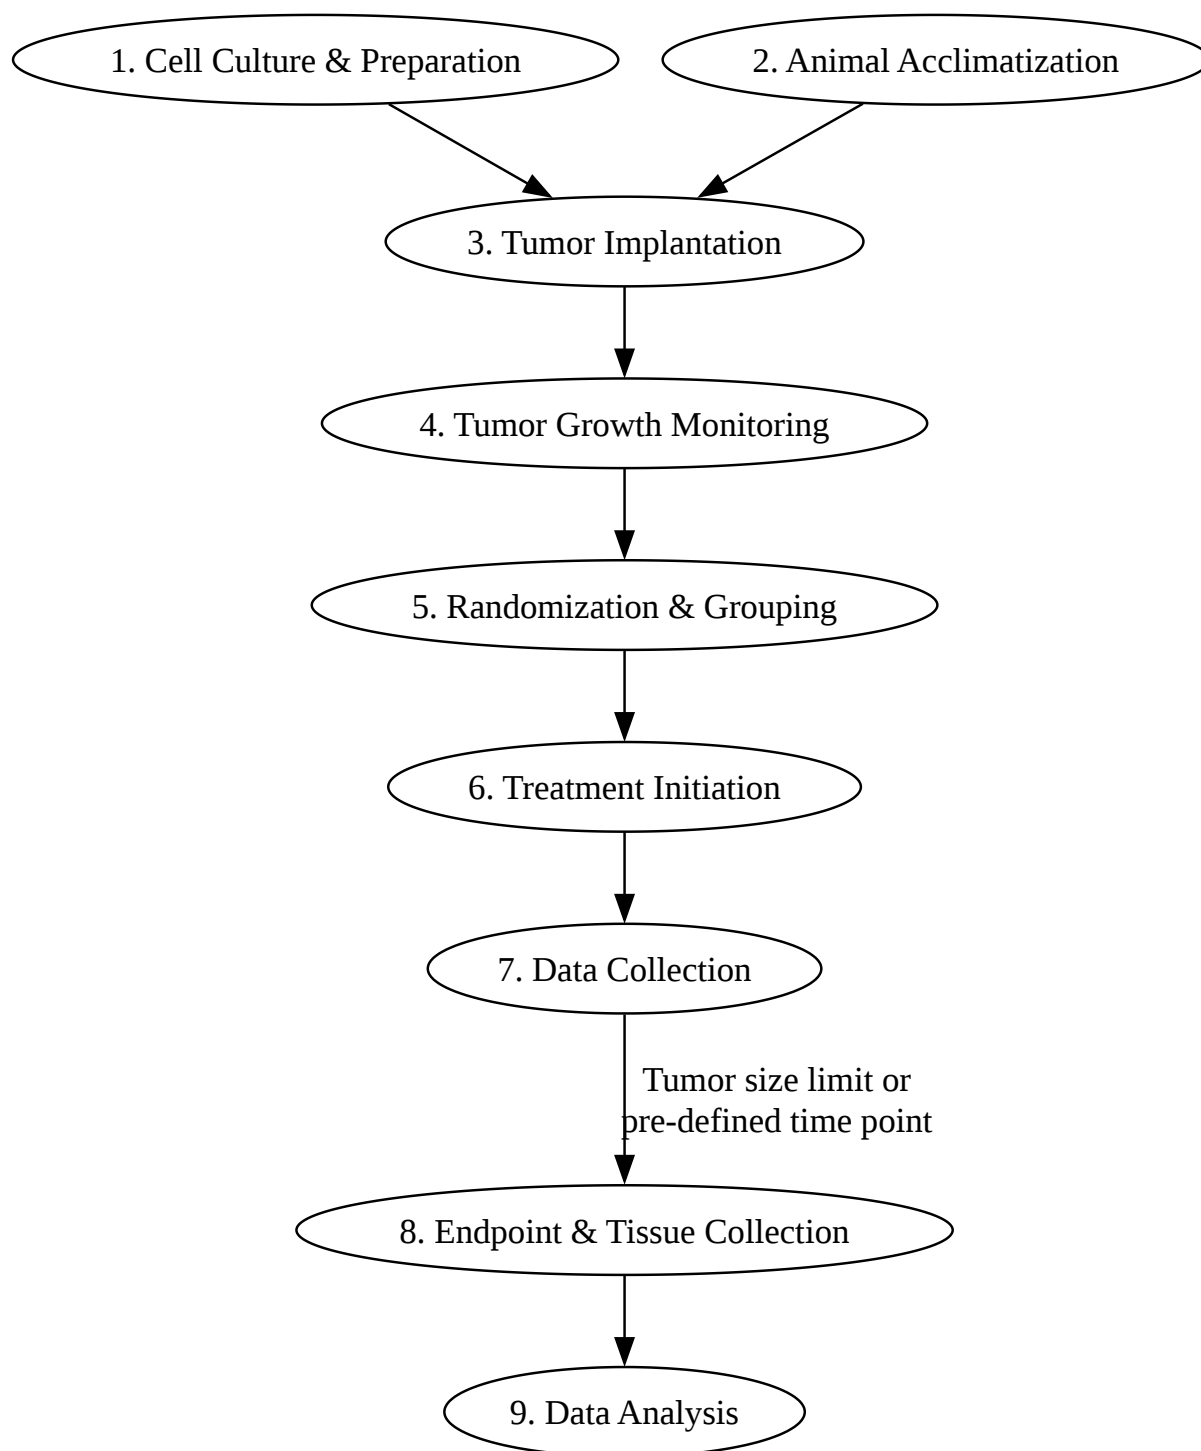 1. Cell Culture & Preparation
2. Animal Acclimatization
3. Tumor Implantation
4. Tumor Growth Monitoring
5. Randomization & Grouping
6. Treatment Initiation
7. Data Collection
Tumor size limit or
pre-defined time point
8. Endpoint & Tissue Collection
9. Data Analysis